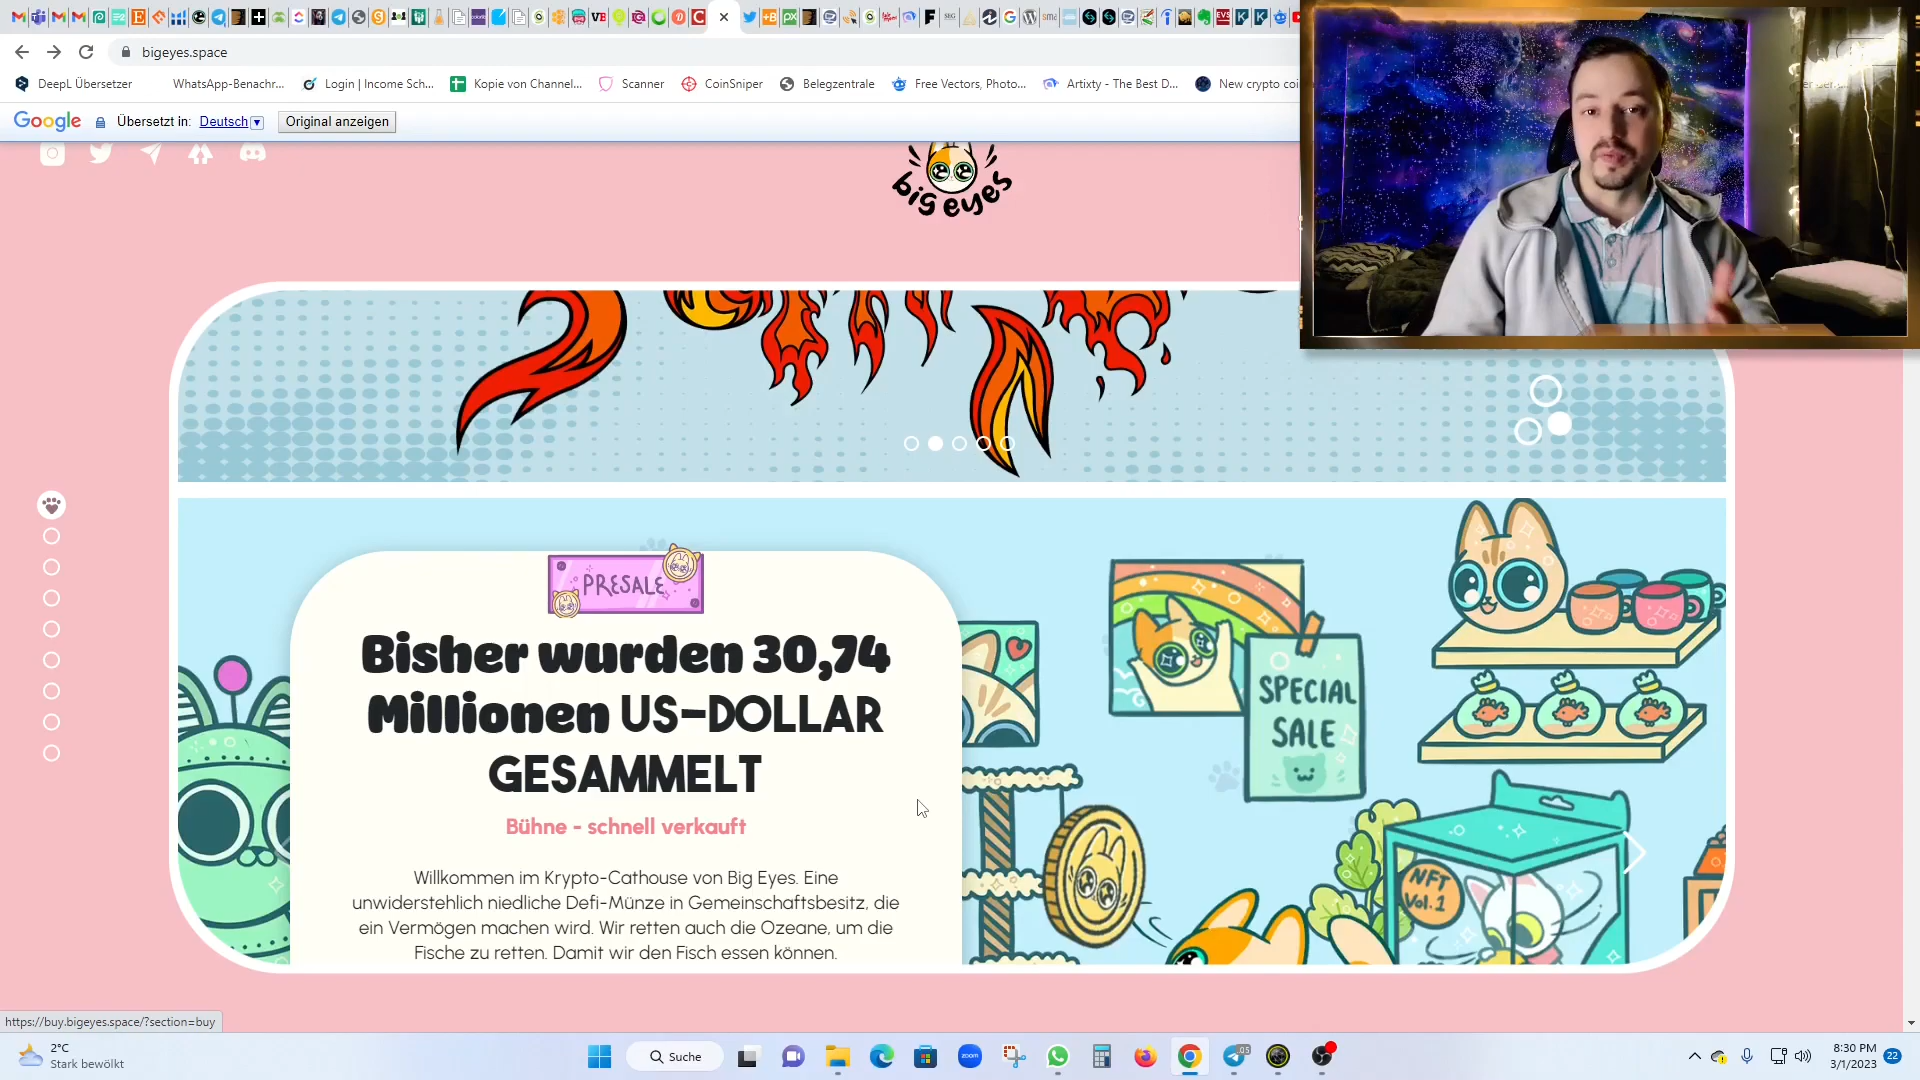 bigeyes.space
DeepL Übersetzer
WhatsApp-Benachr...
Login | Income Sch...
Kopie von Channel...
Scanner
CoinSniper
Belegzentrale
Free Vectors, Photo...
Artixty - The Best D...
New crypto coi
Google
Übersetzt in:
Deutsch
Original anzeigen
big eyes
PRESALE
Bisher wurden 30,74
Millionen US-DOLLAR
GESAMMELT
Bühne - schnell verkauft
Willkommen im Krypto-Cathouse von Big Eyes. Eine
unwiderstehlich niedliche Defi-Münze in Gemeinschaftsbesitz, die
ein Vermögen machen wird. Wir retten auch die Ozeane, um die
Fische zu retten. Damit wir den Fisch essen können.
SPECIAL
SALE
NFT
Vol.1
https://buy.bigeyes.space/?section=buy
2°C
Stark bewölkt
Suche
zoom
8:30 PM
3/1/2023
22